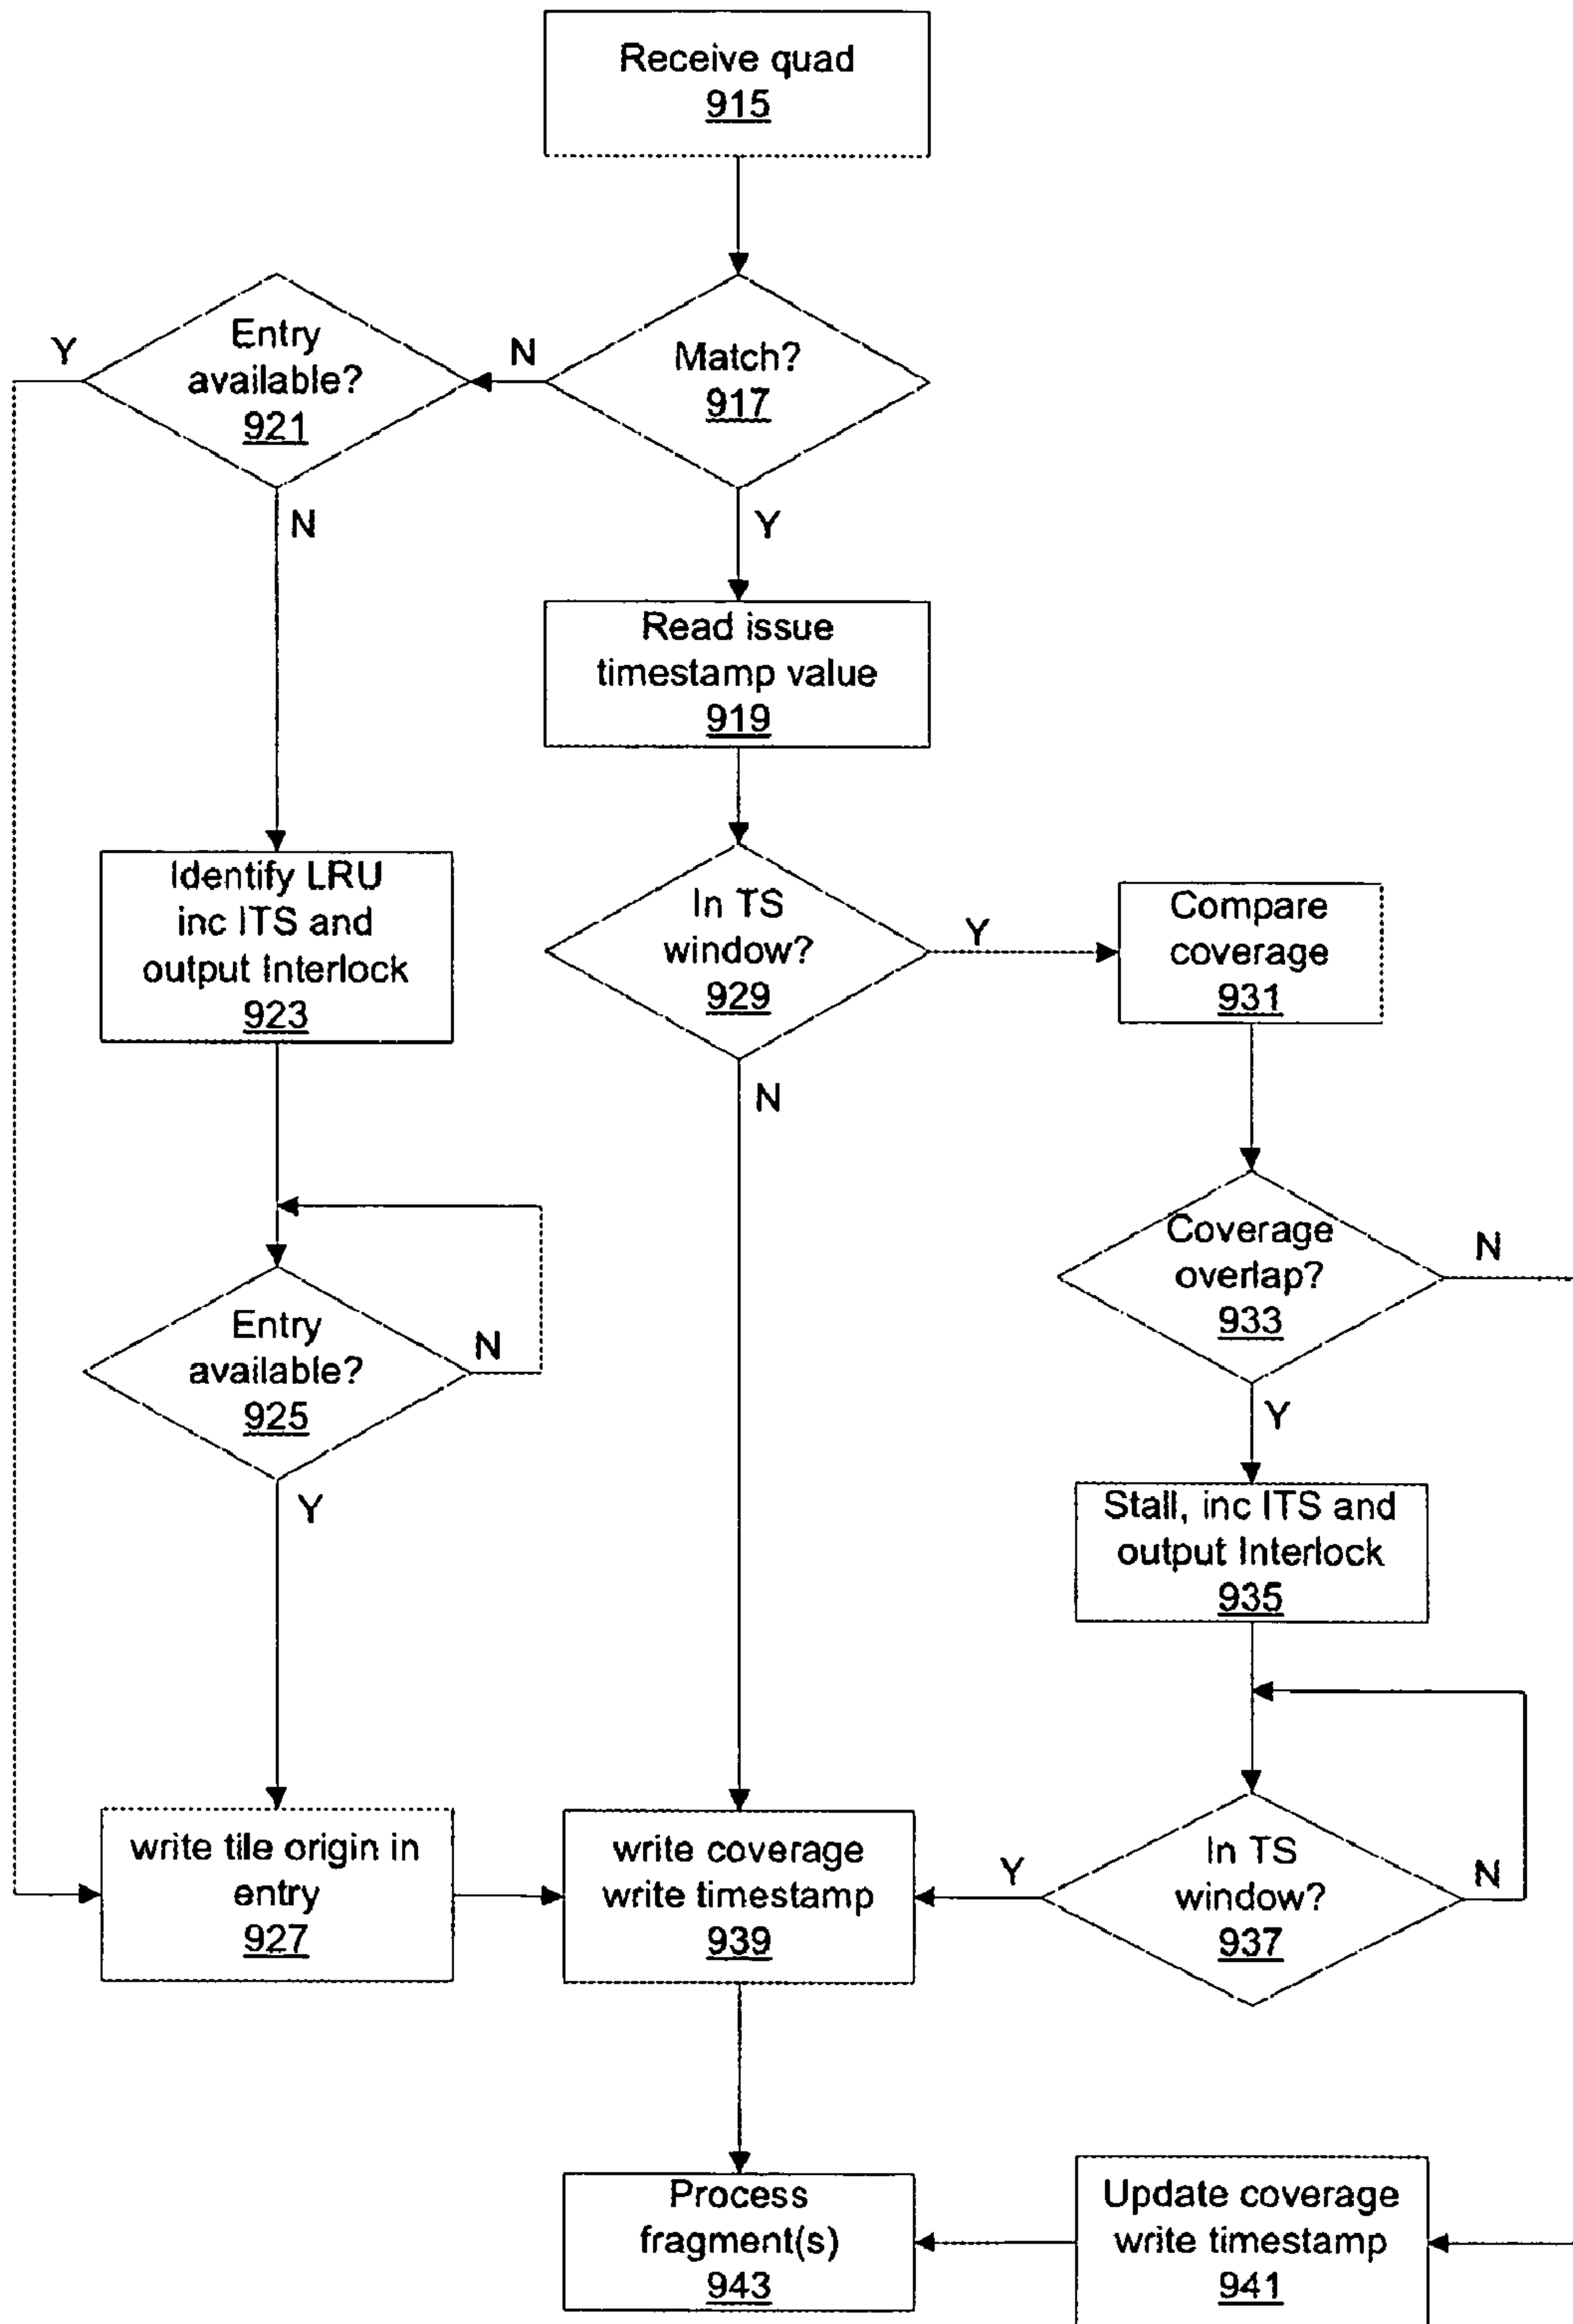 Receive quad
915
Match?
917
N
Y
Entry
available?
921
Y
N
Read issue
timestamp value
919
Identify LRU
inc ITS and
output Interlock
923
In TS
window?
929
Y
N
Compare
coverage
931
Coverage
overlap?
933
N
Y
Entry
available?
925
N
Y
Stall, inc ITS and
output Interlock
935
write tile origin in
entry
927
write coverage
write timestamp
939
In TS
window?
937
Y
N
Process
fragment(s)
943
Update coverage
write timestamp
941